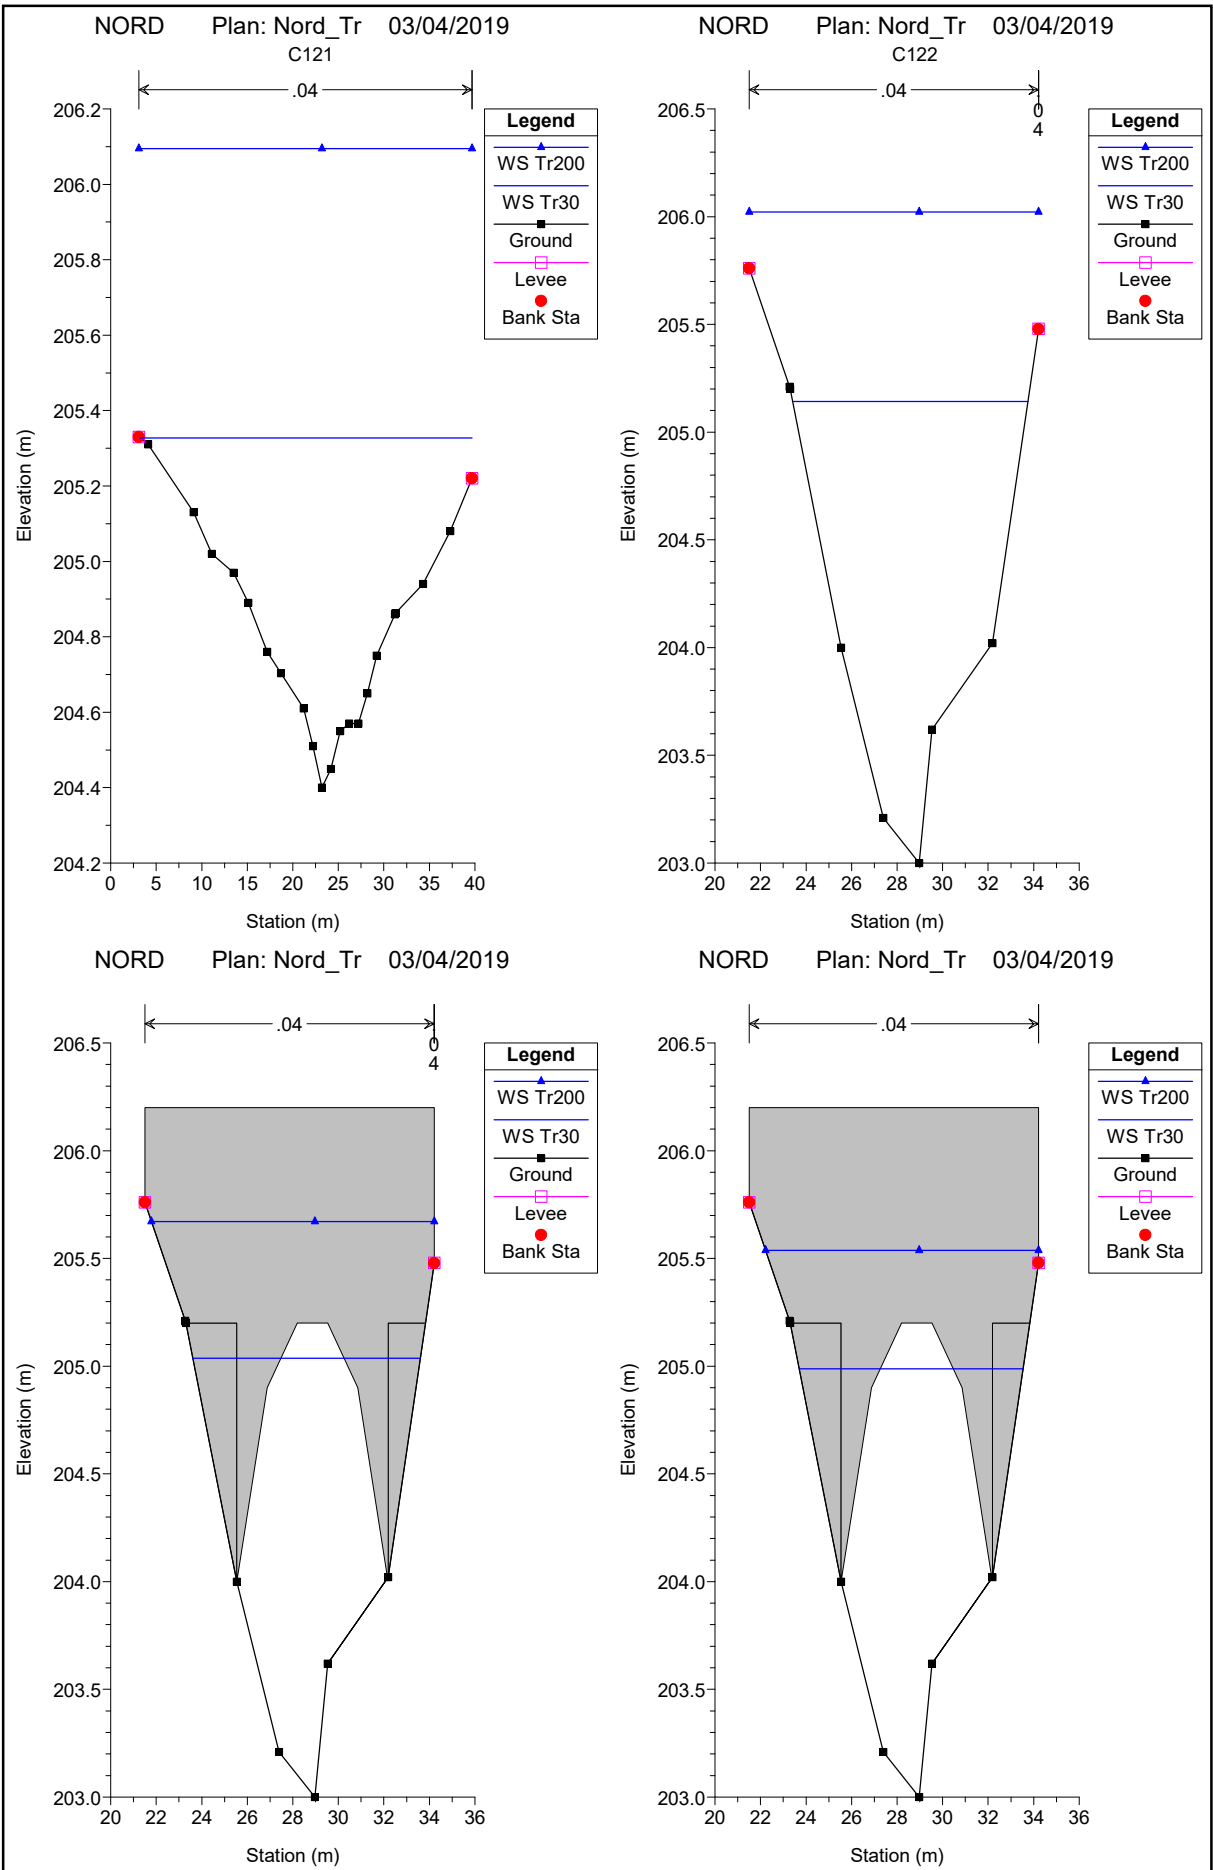 NORD Plan: Nord_Tr 03/04/2019
C121
.04
206.2
206.0
205.8
205.6
205.4
205.2
205.0
204.8
204.6
204.4
204.2
0 5 10 15 20 25 30 35 40
Station (m)
Elevation (m)
Legend
WS Tr200
WS Tr30
Ground
Levee
Bank Sta
NORD Plan: Nord_Tr 03/04/2019
C122
.04
0
4
206.5
206.0
205.5
205.0
204.5
204.0
203.5
203.0
20 22 24 26 28 30 32 34 36
Station (m)
Elevation (m)
Legend
WS Tr200
WS Tr30
Ground
Levee
Bank Sta
NORD Plan: Nord_Tr 03/04/2019
.04
0
4
206.5
206.0
205.5
205.0
204.5
204.0
203.5
203.0
20 22 24 26 28 30 32 34 36
Station (m)
Elevation (m)
Legend
WS Tr200
WS Tr30
Ground
Levee
Bank Sta
NORD Plan: Nord_Tr 03/04/2019
.04
206.5
206.0
205.5
205.0
204.5
204.0
203.5
203.0
20 22 24 26 28 30 32 34 36
Station (m)
Elevation (m)
Legend
WS Tr200
WS Tr30
Ground
Levee
Bank Sta